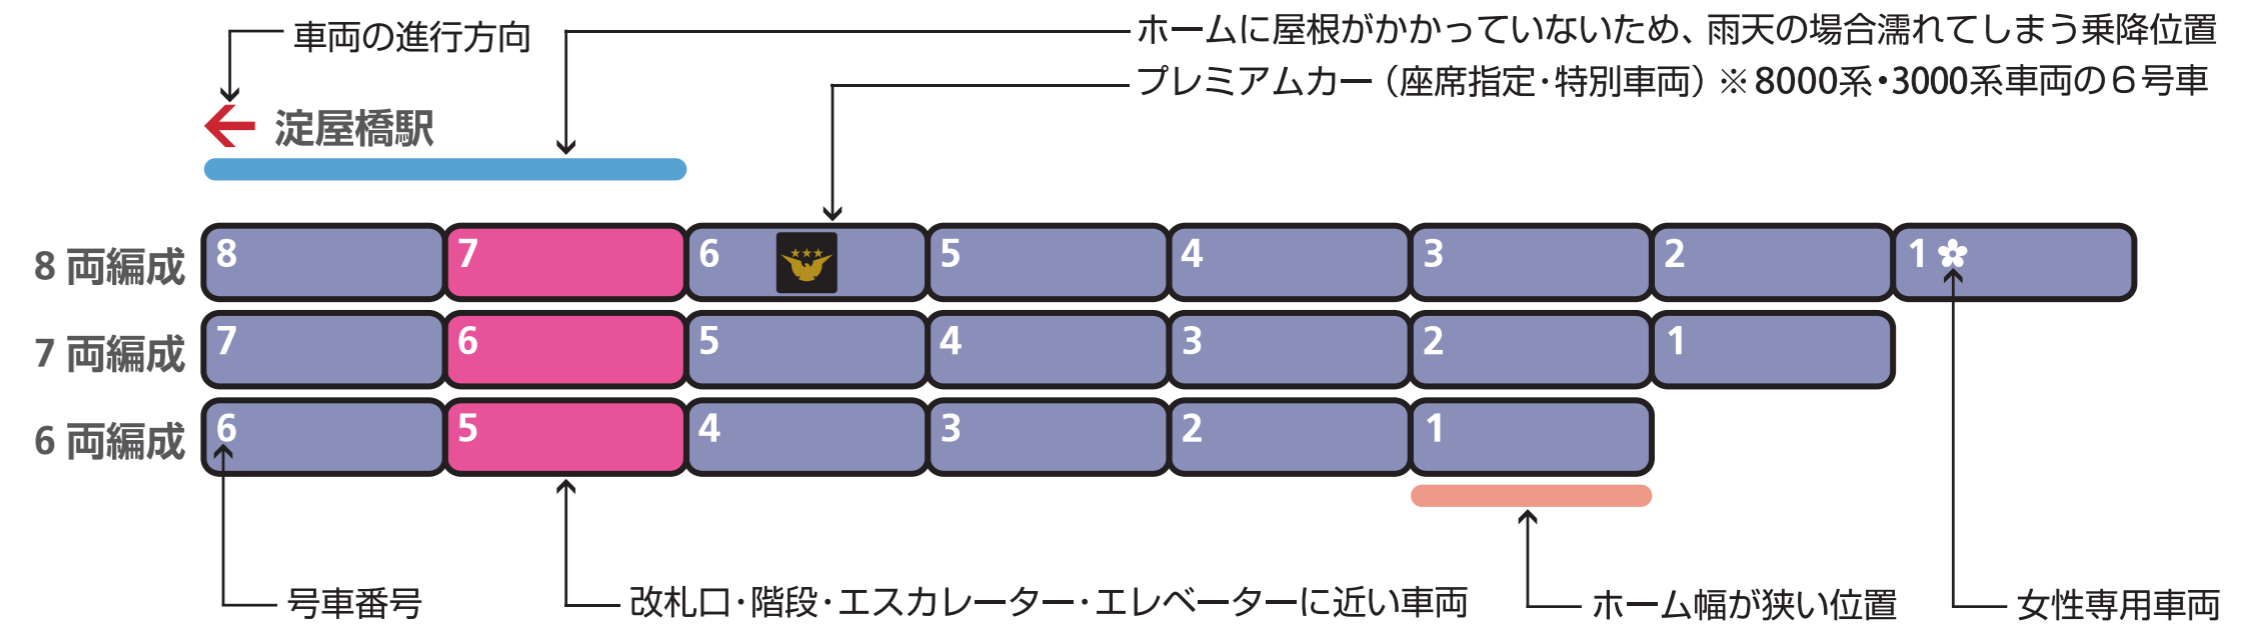 車両の進行方向
ホームに屋根がかかっていないため、雨天の場合濡れてしまう乗降位置
プレミアムカー（座席指定・特別車両）※8000系・3000系車両の６号車
淀屋橋駅
8 両編成 8 7 6 5 4 3 2 1
7 両編成 7 6 5 4 3 2 1
6 両編成 6 5 4 3 2 1
号車番号
改札口・階段・エスカレーター・エレベーターに近い車両
ホーム幅が狭い位置
女性専用車両